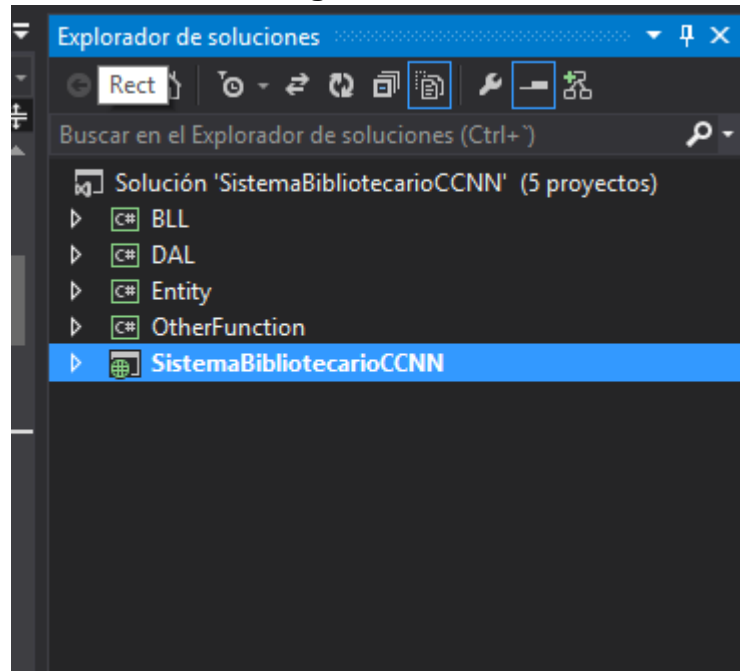 Explorador de soluciones
Rect
Buscar en el Explorador de soluciones (Ctrl+`)
Solución 'SistemaBibliotecarioCCNN' (5 proyectos)
C# BLL
C# DAL
C# Entity
C# OtherFunction
SistemaBibliotecarioCCNN